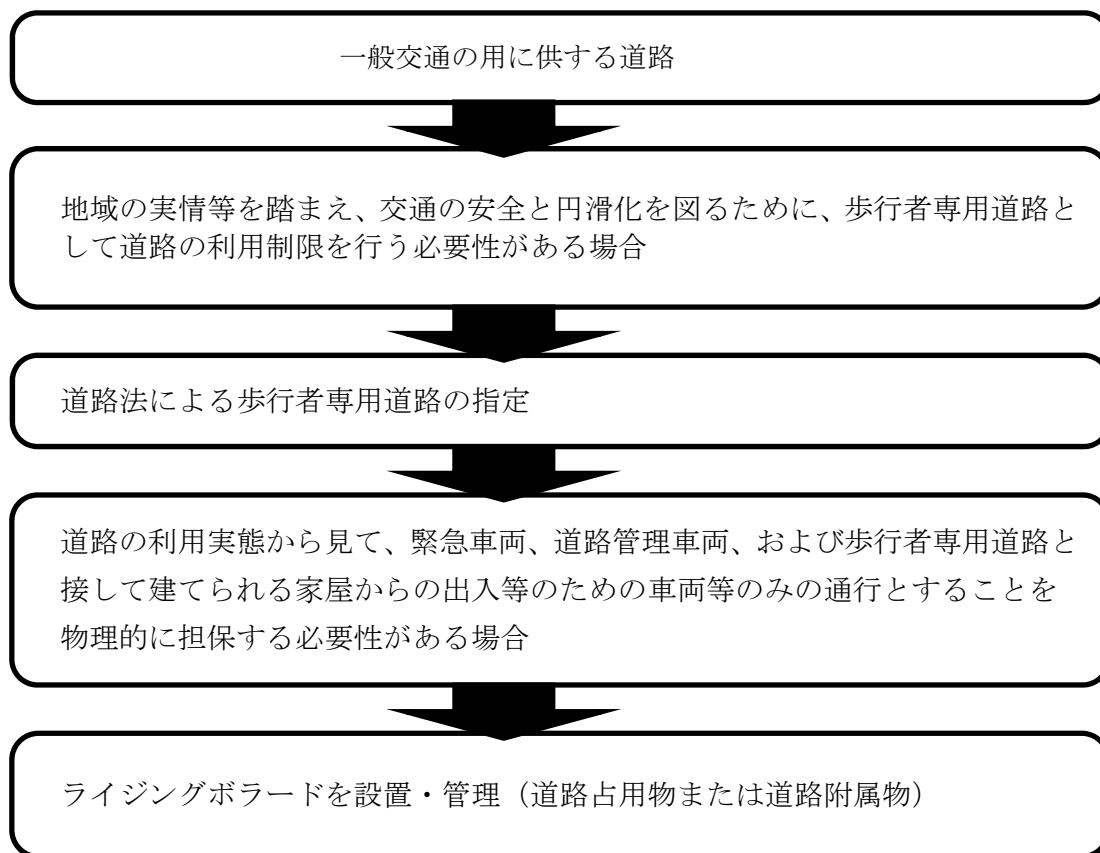 一般交通の用に供する道路
地域の実情等を踏まえ、交通の安全と円滑化を図るために、歩行者専用道路と
して道路の利用制限を行う必要性がある場合
道路法による歩行者専用道路の指定
道路の利用実態から見て、緊急車両、道路管理車両、および歩行者専用道路と
接して建てられる家屋からの出入等のための車両等のみの通行とすることを
物理的に担保する必要性がある場合
ライジングボラードを設置・管理（道路占用物または道路附属物）